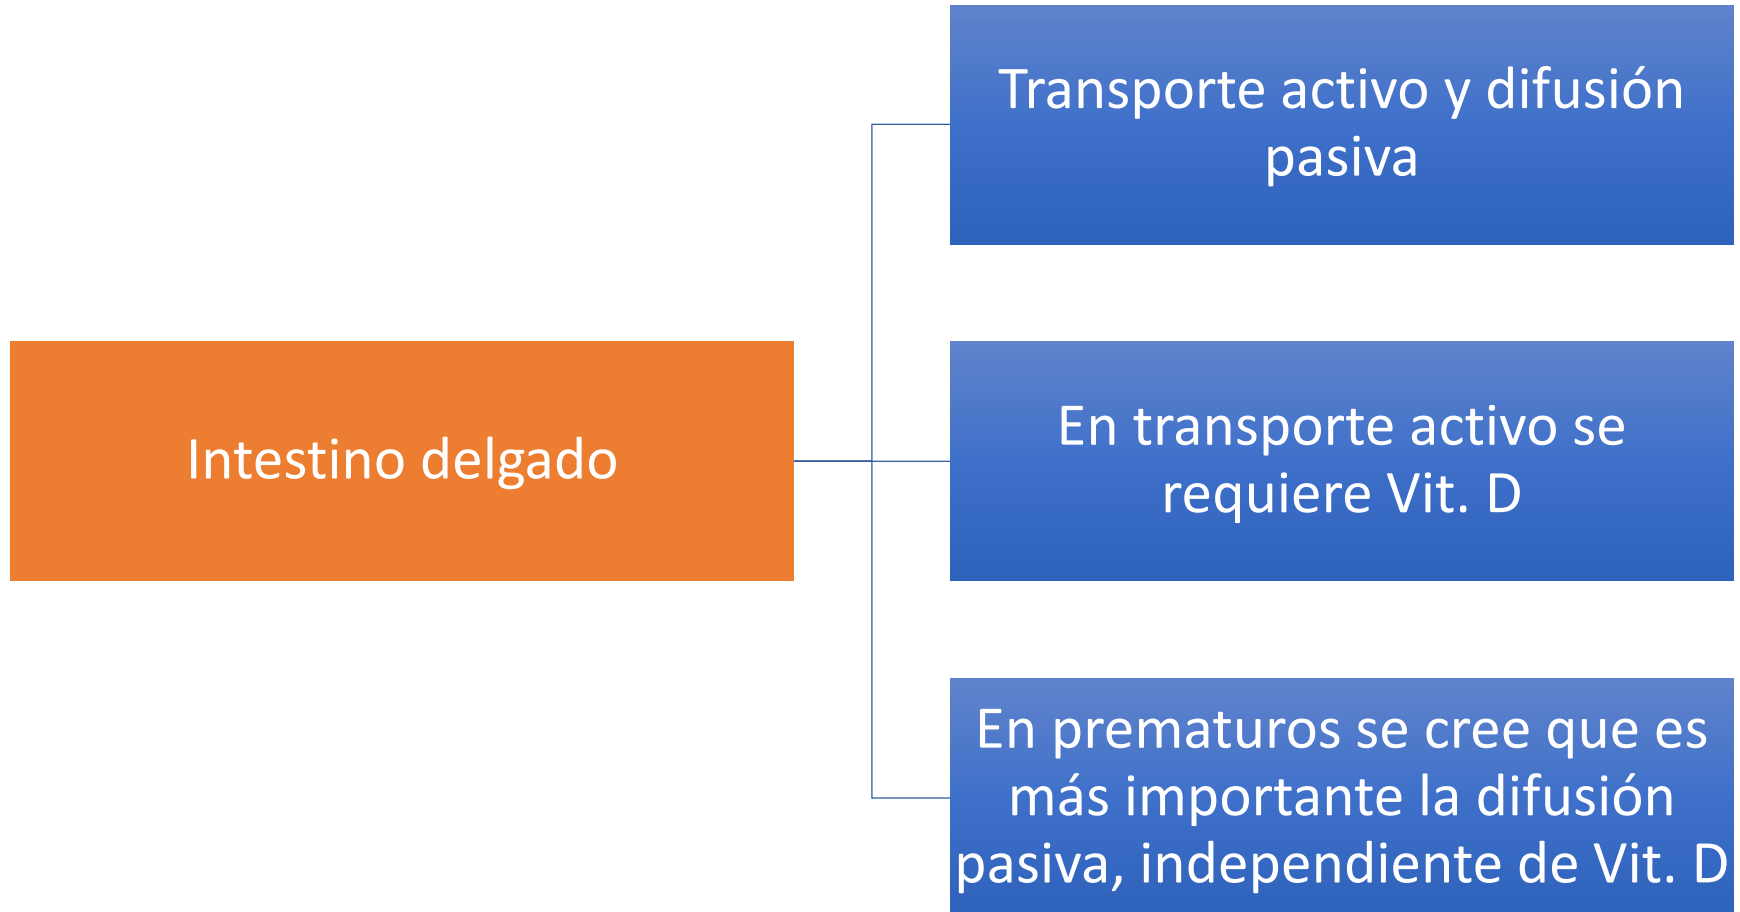 Intestino delgado
Transporte activo y difusión
pasiva
En transporte activo se
requiere Vit. D
En prematuros se cree que es
más importante la difusión
pasiva, independiente de Vit. D